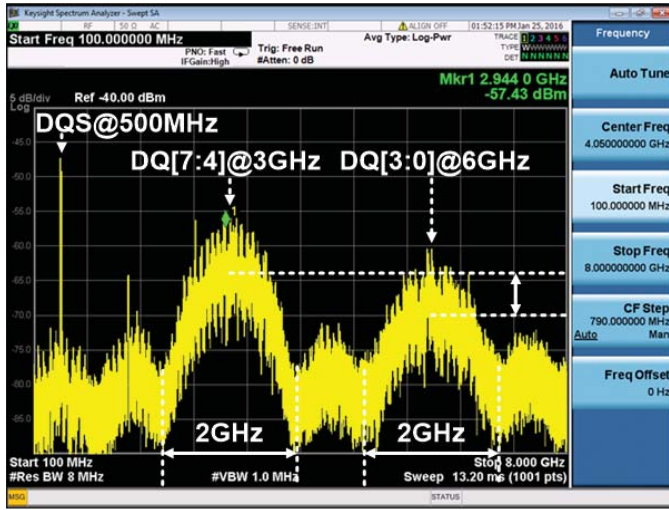 Keysight Spectrum Analyzer - Swept SA
RF 50 Ω AC SENSE:INT ALIGN OFF 01:52:15 PM Jan 25, 2016
Start Freq 100.000000 MHz
PNO: Fast
IFGain:High
Trig: Free Run
#Atten: 0 dB
Avg Type: Log-Pwr
TRACE 1 2 3 4 5 6
TYPE WWWWWW
DET N N N N N N
Mkr1 2.944 0 GHz
-57.43 dBm
5 dB/div Ref -40.00 dBm
Log
DQS@500MHz
DQ[7:4]@3GHz DQ[3:0]@6GHz
1
-45.0
-50.0
-55.0
-60.0
-65.0
-70.0
-75.0
-80.0
-85.0
2GHz 2GHz
Start 100 MHz Stop 8.000 GHz
#Res BW 8 MHz #VBW 1.0 MHz Sweep 13.20 ms (1001 pts)
MSG STATUS
Frequency
Auto Tune
Center Freq
4.050000000 GHz
Start Freq
100.000000 MHz
Stop Freq
8.000000000 GHz
CF Step
790.000000 MHz
Auto Man
Freq Offset
0 Hz